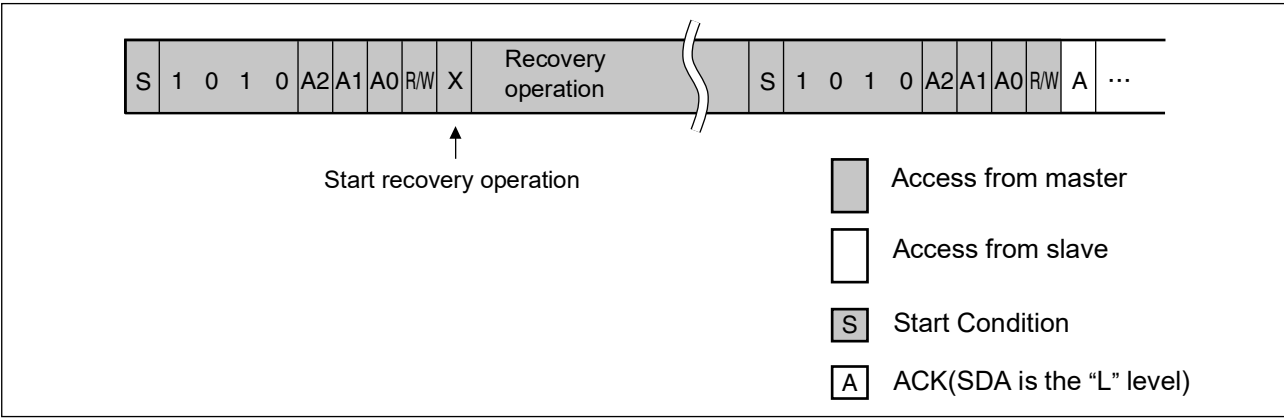 S 1 0 1 0 A2 A1 A0 R/W X Recovery operation S 1 0 1 0 A2 A1 A0 R/W A ...
Start recovery operation
Access from master
Access from slave
S Start Condition
A ACK(SDA is the “L” level)